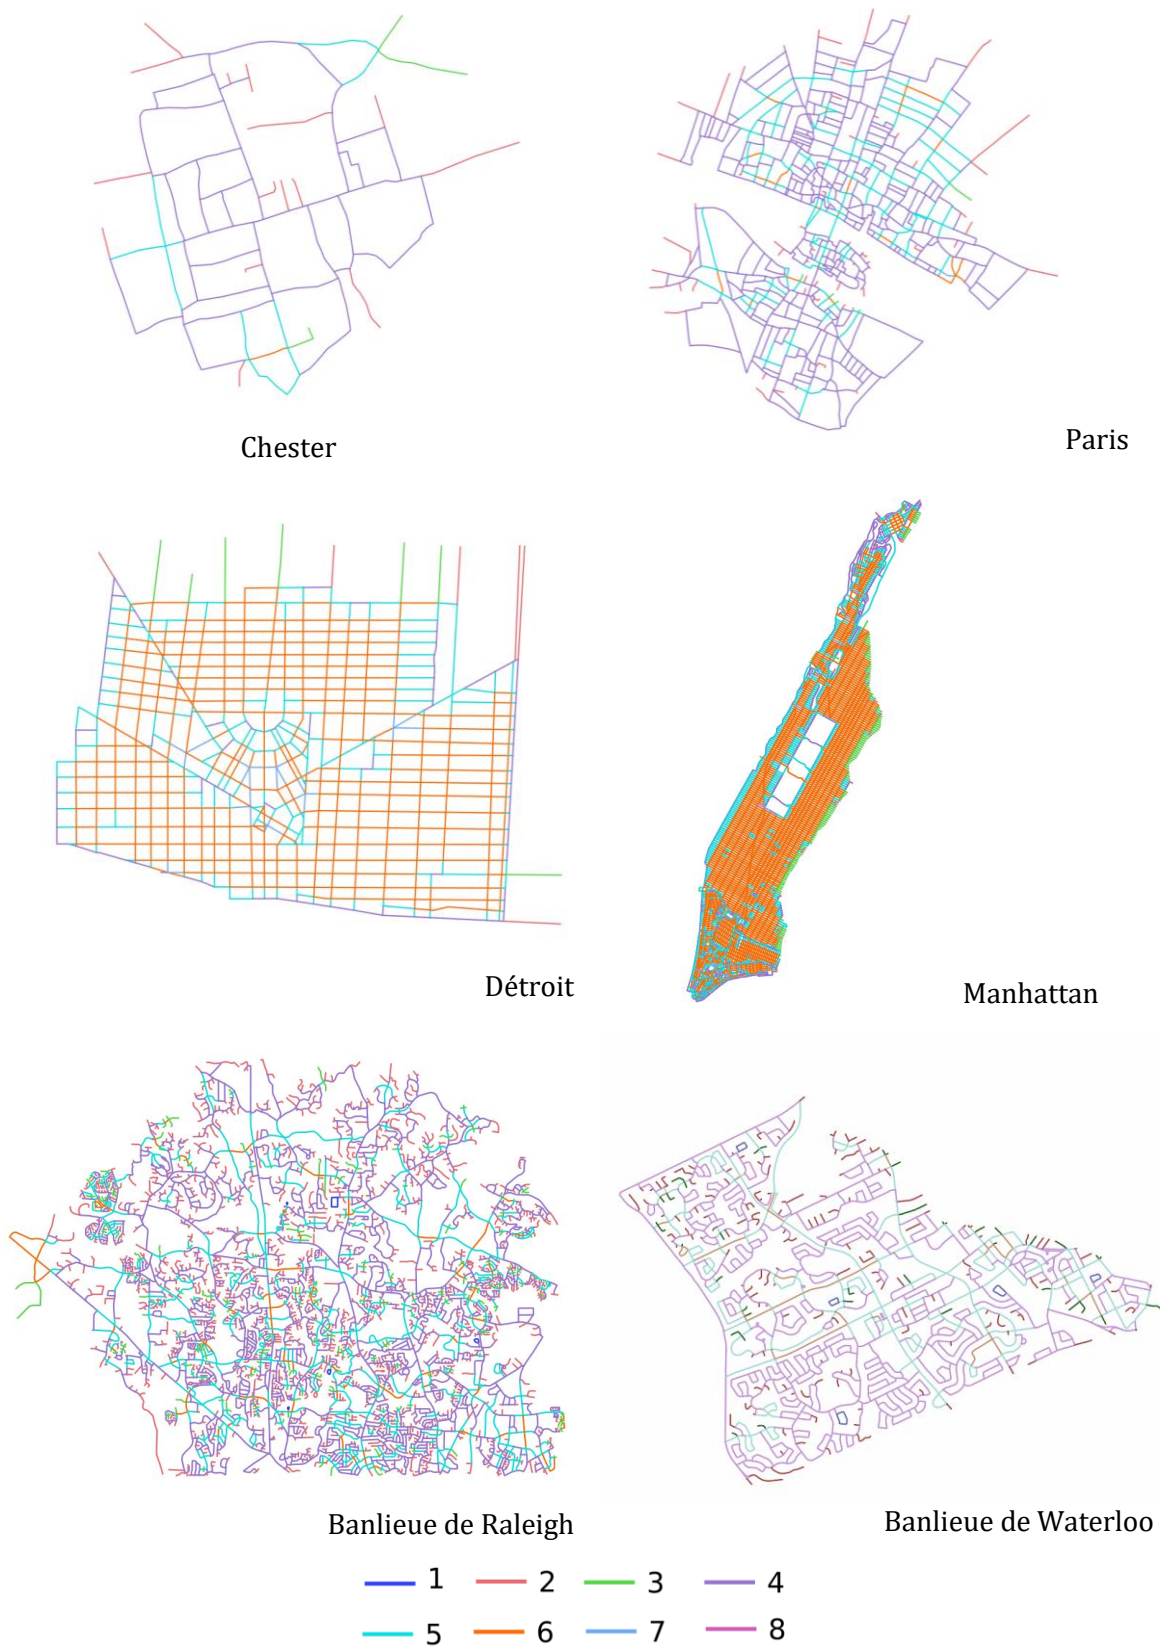 Chester
Paris
Détroit
Manhattan
Banlieue de Raleigh
Banlieue de Waterloo
1 2 3 4
5 6 7 8